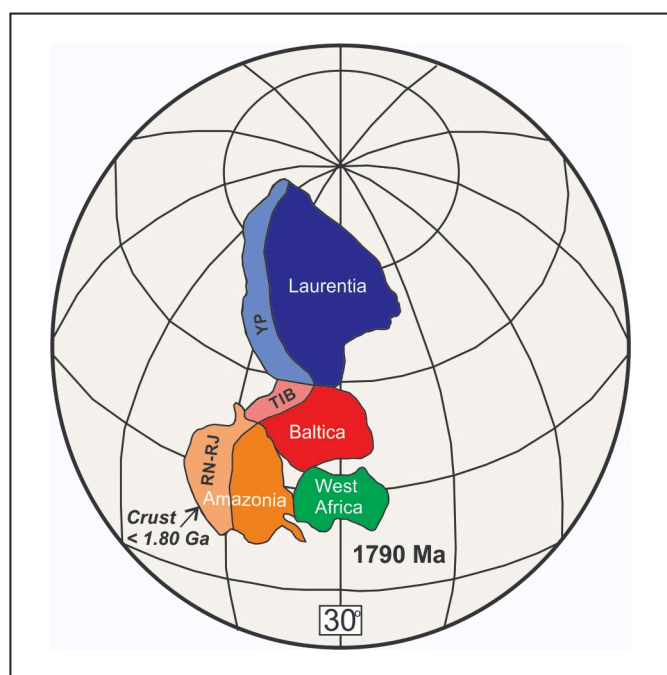 Laurentia
YP
TIB
Baltica
RN-RJ
Amazonia
West
Africa
Crust
< 1.80 Ga
1790 Ma
30°